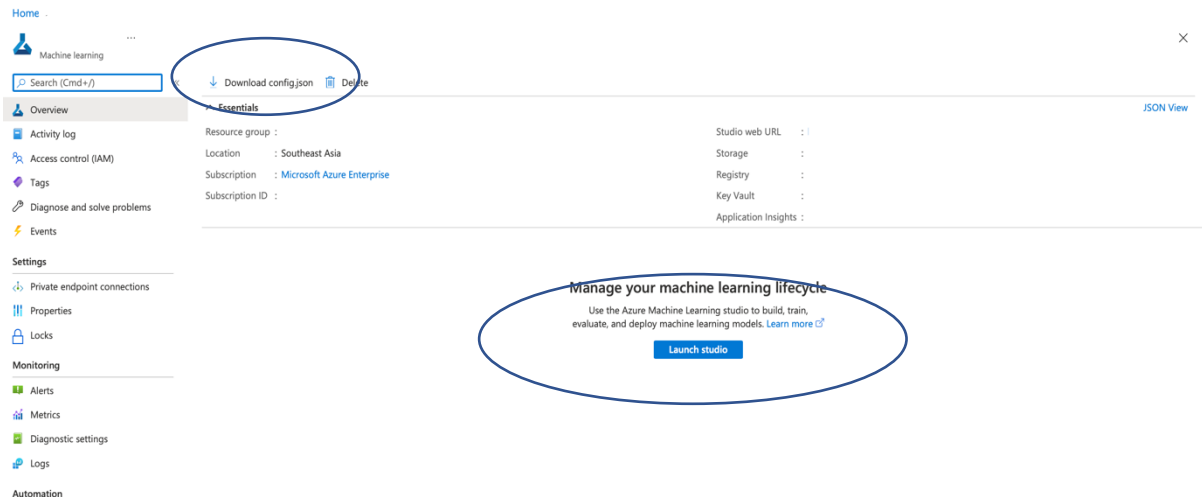 Home
...
Machine learning
Search (Cmd+/)
«
Download config.json Delete
Overview
Activity log
Access control (IAM)
Tags
Diagnose and solve problems
Events
Settings
Private endpoint connections
Properties
Locks
Monitoring
Alerts
Metrics
Diagnostic settings
Logs
Automation
Essentials
JSON View
Resource group :
Location : Southeast Asia
Subscription : Microsoft Azure Enterprise
Subscription ID :
Studio web URL :
Storage :
Registry :
Key Vault :
Application Insights :
Manage your machine learning lifecycle
Use the Azure Machine Learning studio to build, train,
evaluate, and deploy machine learning models. Learn more
Launch studio